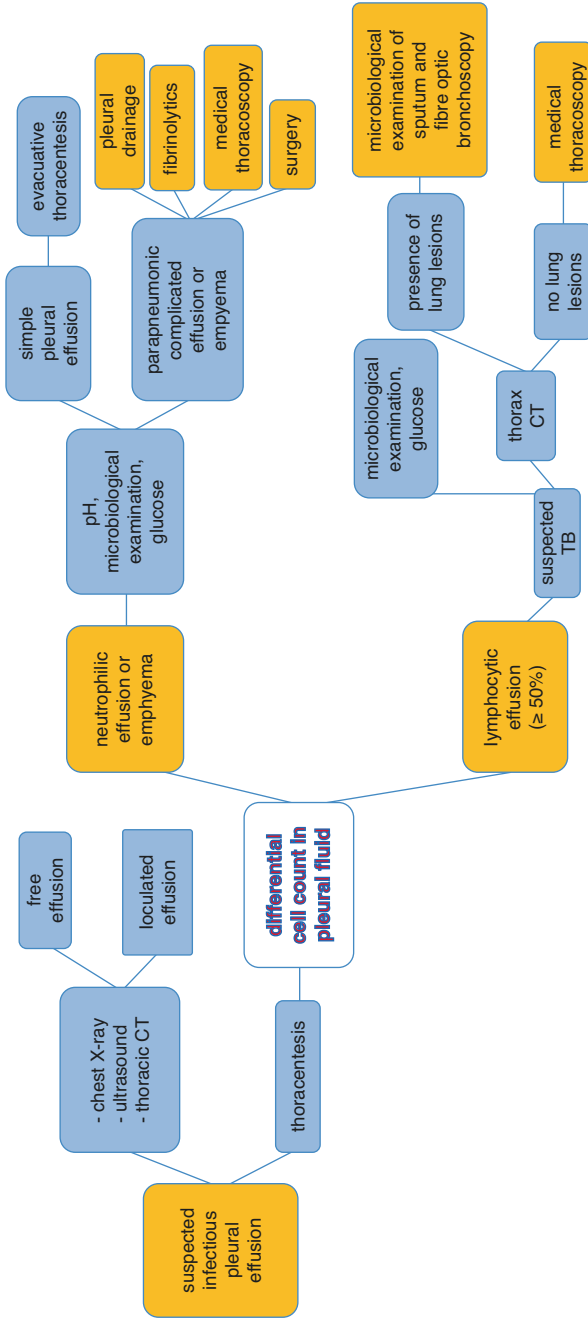 suspected
infectious
pleural
effusion
- chest X-ray
- ultrasound
- thoracic CT
free
effusion
loculated
effusion
thoracentesis
differential
cell count in
pleural fluid
neutrophilic
effusion or
emphyema
pH,
microbiological
examination,
glucose
simple
pleural
effusion
evacuative
thoracentesis
parapneumonic
complicated
effusion or
empyema
pleural
drainage
fibrinolytics
medical
thoracoscopy
surgery
lymphocytic
effusion
(≥ 50%)
suspected
TB
microbiological
examination,
glucose
thorax
CT
presence of
lung lesions
microbiological
examination of
sputum and
fibre optic
bronchoscopy
no lung
lesions
medical
thoracoscopy